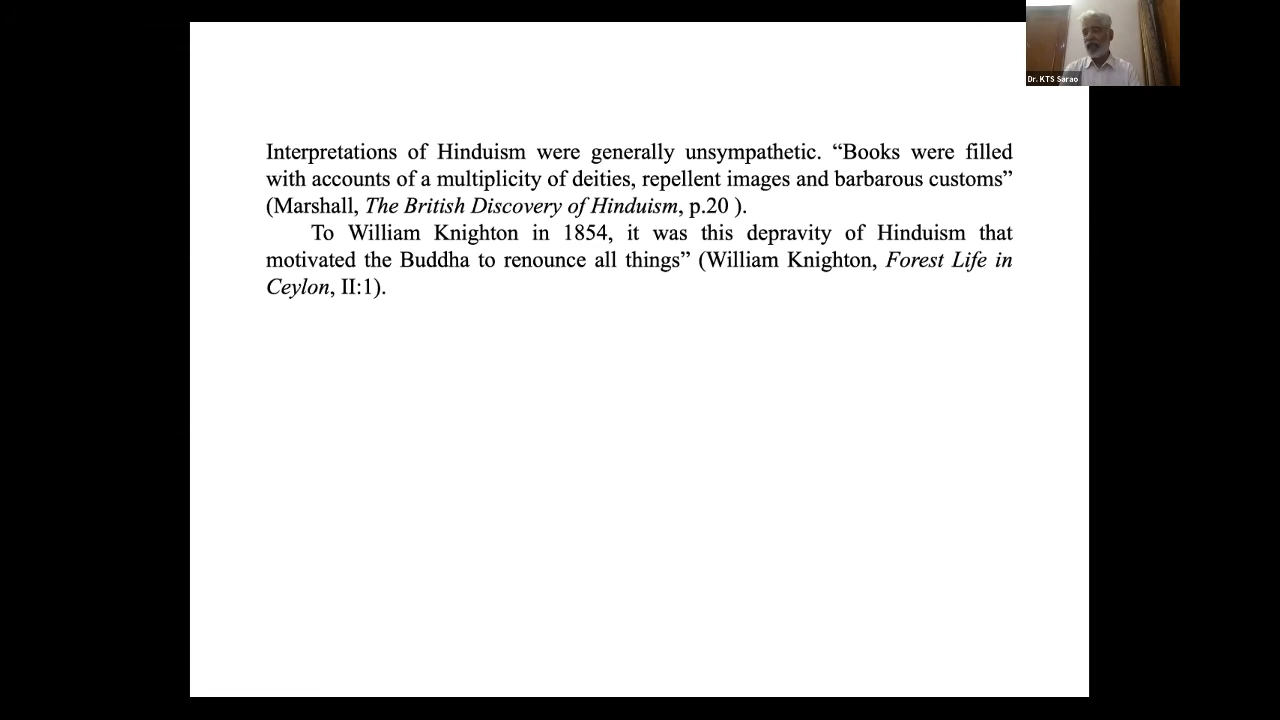 Dr. KTS Sarao
Interpretations of Hinduism were generally unsympathetic. “Books were filled
with accounts of a multiplicity of deities, repellent images and barbarous customs”
(Marshall, The British Discovery of Hinduism, p.20 ).
To William Knighton in 1854, it was this depravity of Hinduism that
motivated the Buddha to renounce all things” (William Knighton, Forest Life in
Ceylon, II:1).